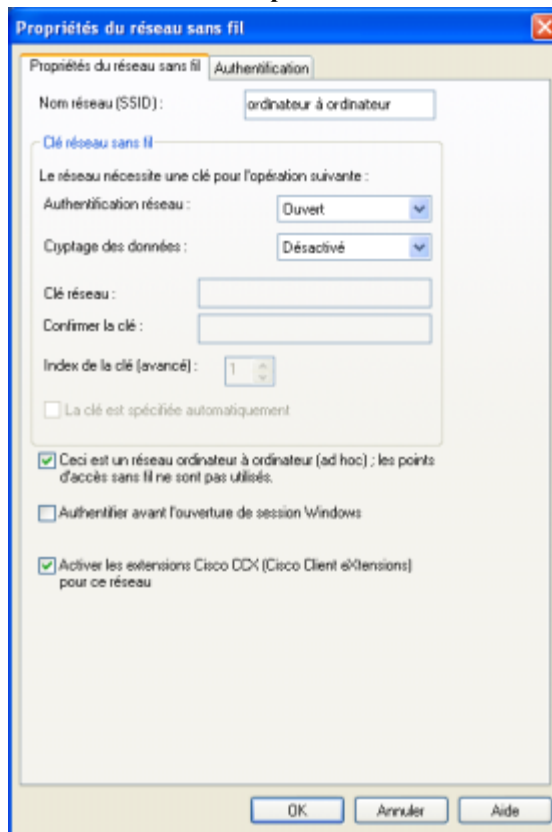 Propriétés du réseau sans fil
Propriétés du réseau sans fil Authentification
Nom réseau (SSID) : ordinateur à ordinateur
Clé réseau sans fil
Le réseau nécessite une clé pour l'opération suivante :
Authentification réseau : Ouvert
Cryptage des données : Désactivé
Clé réseau :
Confirmer la clé :
Index de la clé (avancé) : 1
La clé est spécifiée automatiquement
Ceci est un réseau ordinateur à ordinateur (ad hoc) ; les points
d'accès sans fil ne sont pas utilisés.
Authentifier avant l'ouverture de session Windows
Activer les extensions Cisco CCX (Cisco Client eXtensions)
pour ce réseau
OK Annuler Aide